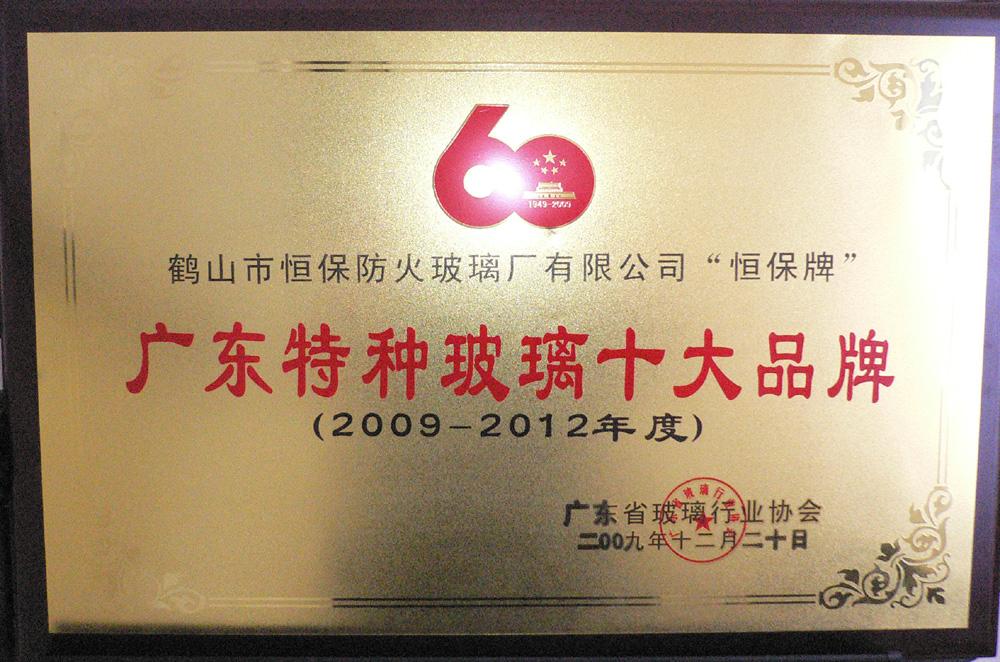 60
1949-2009
鹤山市恒保防火玻璃厂有限公司“恒保牌”
广东特种玻璃十大品牌
(2009-2012年度)
广东省玻璃行业协会
二00九年十二月二十日